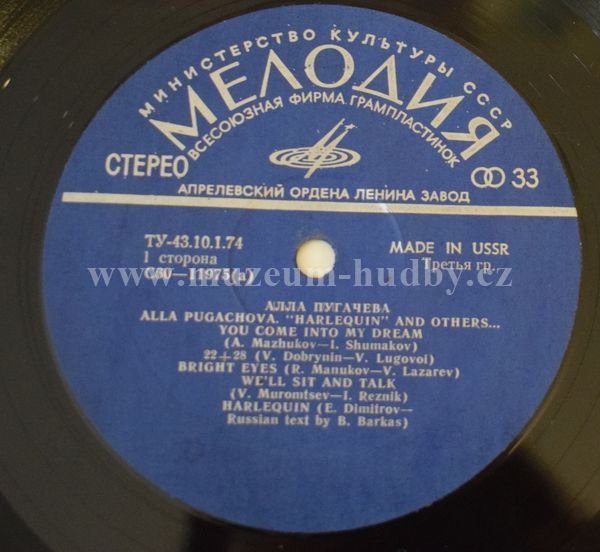 МИНИСТЕРСТВО КУЛЬТУРЫ СССР
МЕЛОДИЯ
ВСЕСОЮЗНАЯ ФИРМА ГРАМПЛАСТИНОК
СТЕРЕО 33
АПРЕЛЕВСКИЙ ОРДЕНА ЛЕНИНА ЗАВОД
ТУ-43.10.1.74
1 сторона
С60—11975(а)
MADE IN USSR
Третья гр.
www.muzeum-hudby.cz
АЛЛА ПУГАЧЕВА
ALLA PUGACHOVA. "HARLEQUIN" AND OTHERS...
YOU COME INTO MY DREAM
(A. Mazhukov—I. Shumakov)
22+28 (V. Dobrynin—V. Lugovoi)
BRIGHT EYES (R. Manukov—V. Lazarev)
WE'LL SIT AND TALK
(V. Muromtsev—I. Reznik)
HARLEQUIN (E. Dimitrov—
Russian text by B. Barkas)